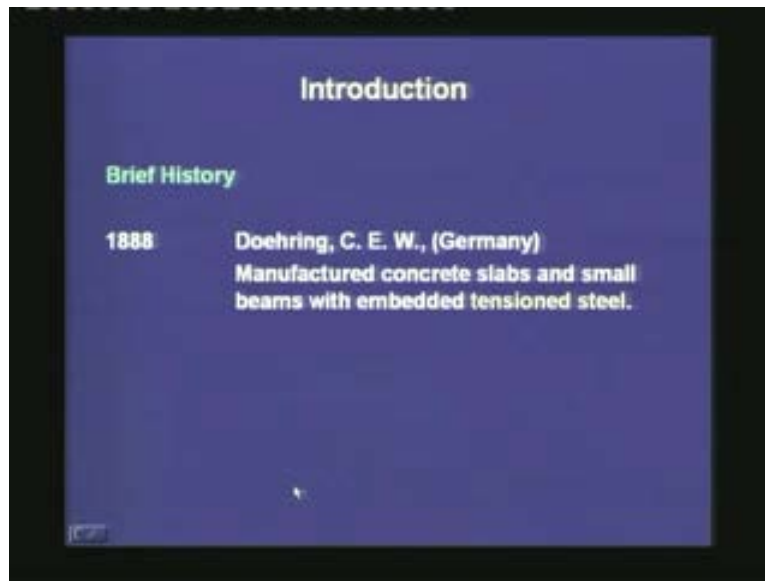 Introduction
Brief History
1888 Doehring, C. E. W., (Germany)
Manufactured concrete slabs and small
beams with embedded tensioned steel.